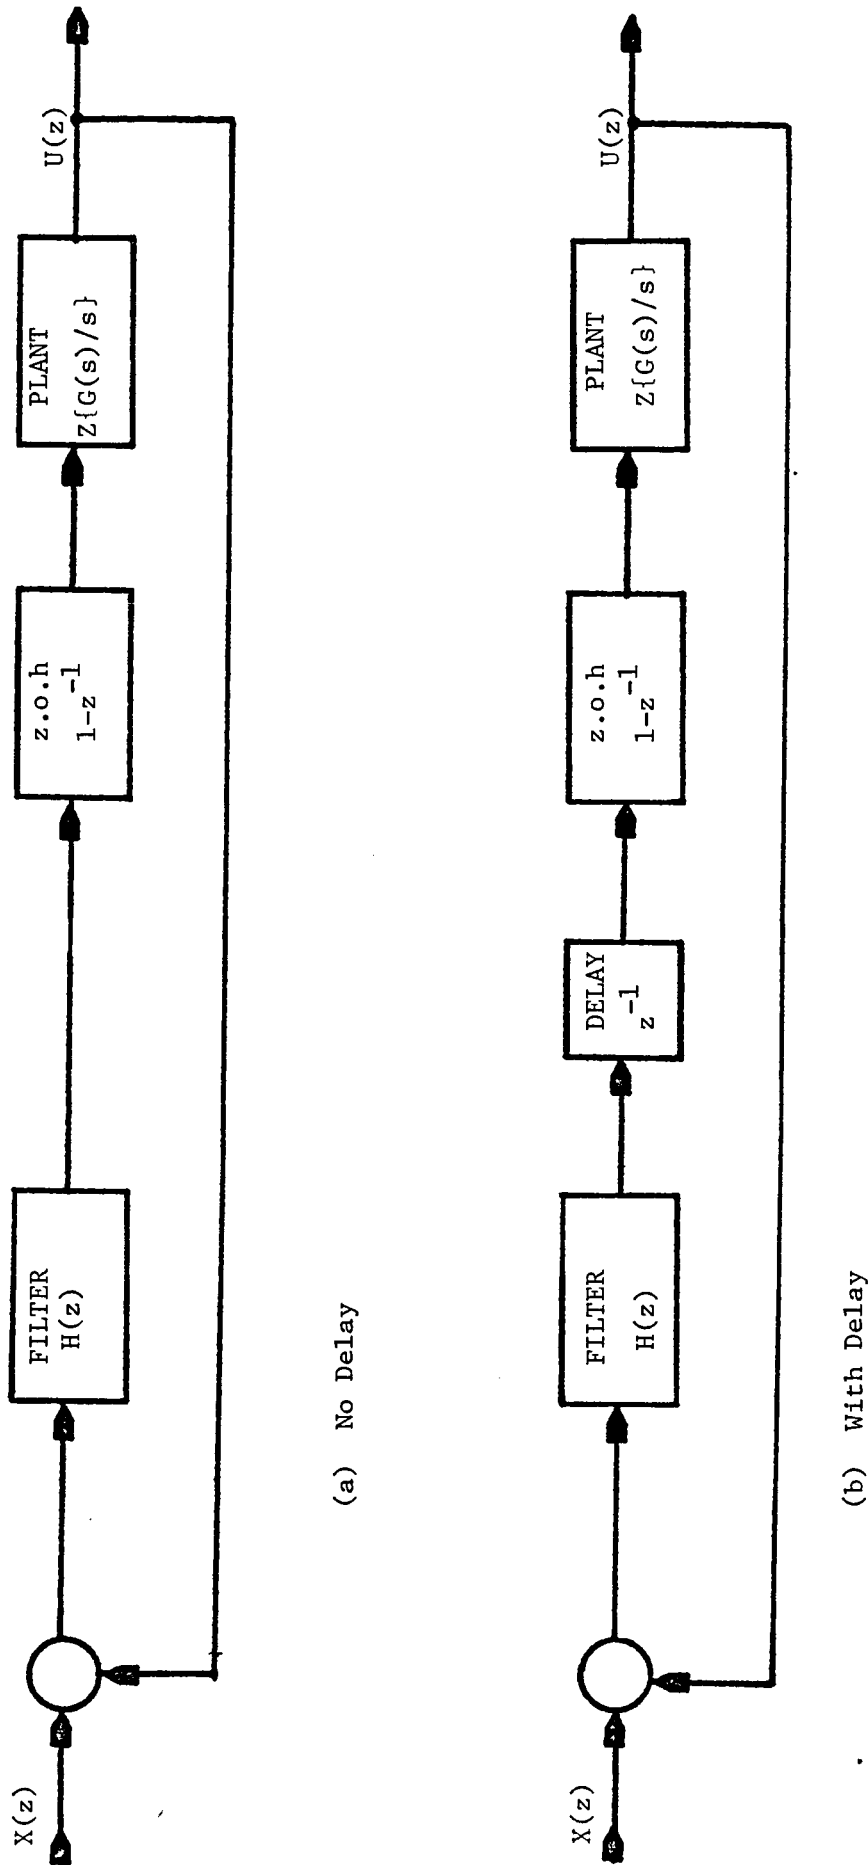 X(z)
FILTER
H(z)
z.o.h
1-z^-1
PLANT
Z{G(s)/s}
U(z)
(a) No Delay
X(z)
FILTER
H(z)
DELAY
z^-1
z.o.h
1-z^-1
PLANT
Z{G(s)/s}
U(z)
(b) With Delay